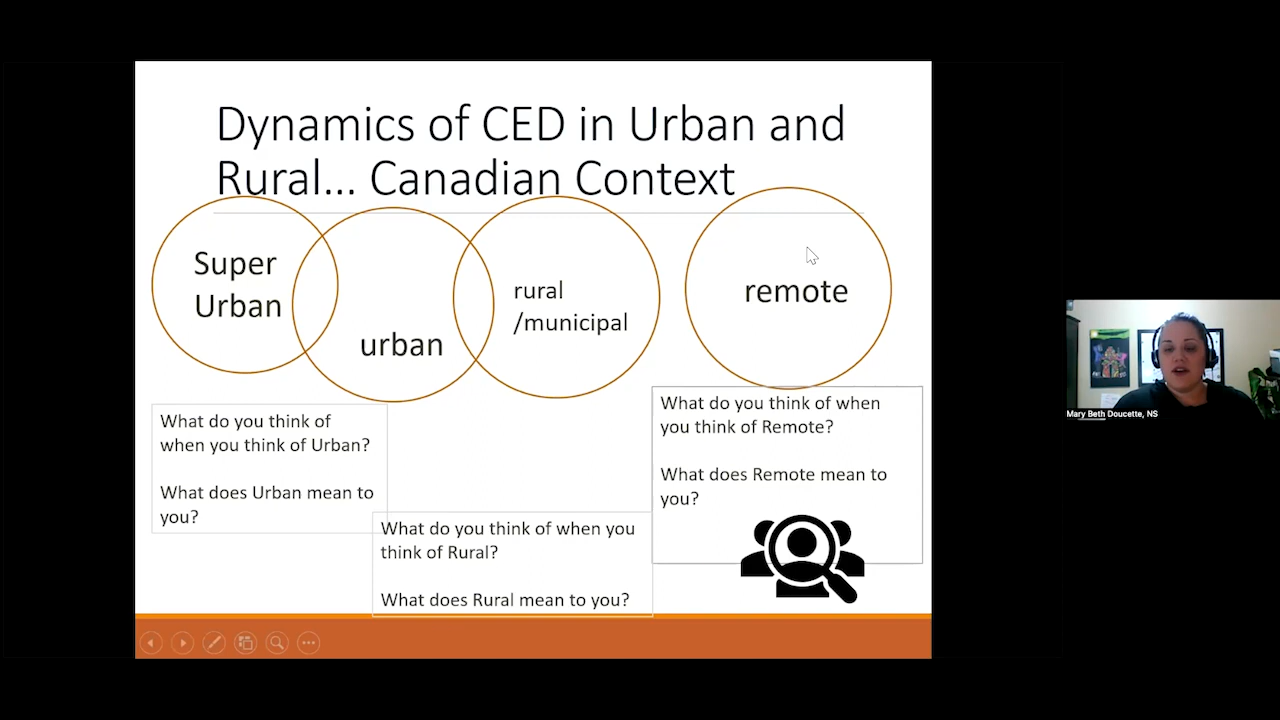 Dynamics of CED in Urban and
Rural... Canadian Context
Super
Urban
urban
rural
/municipal
remote
What do you think of
when you think of Urban?
What does Urban mean to
you?
What do you think of when you
think of Rural?
What does Rural mean to you?
What do you think of when
you think of Remote?
What does Remote mean to
you?
Mary Beth Doucette, NS